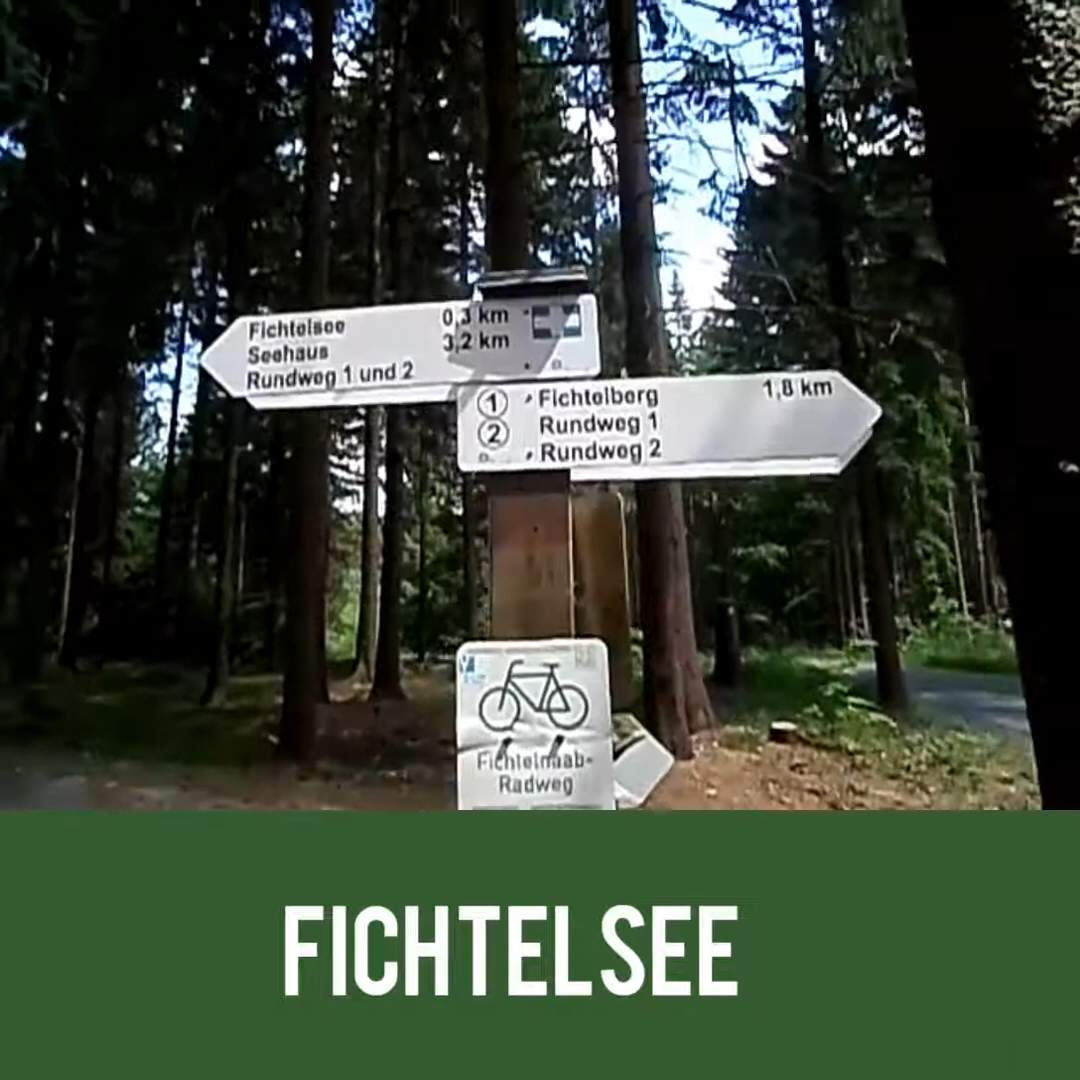 Fichtelsee 0,3 km
Seehaus 3,2 km
Rundweg 1 und 2
1 Fichtelberg 1,8 km
2 Rundweg 1
Rundweg 2
Fichtelnaab-
Radweg
FICHTELSEE